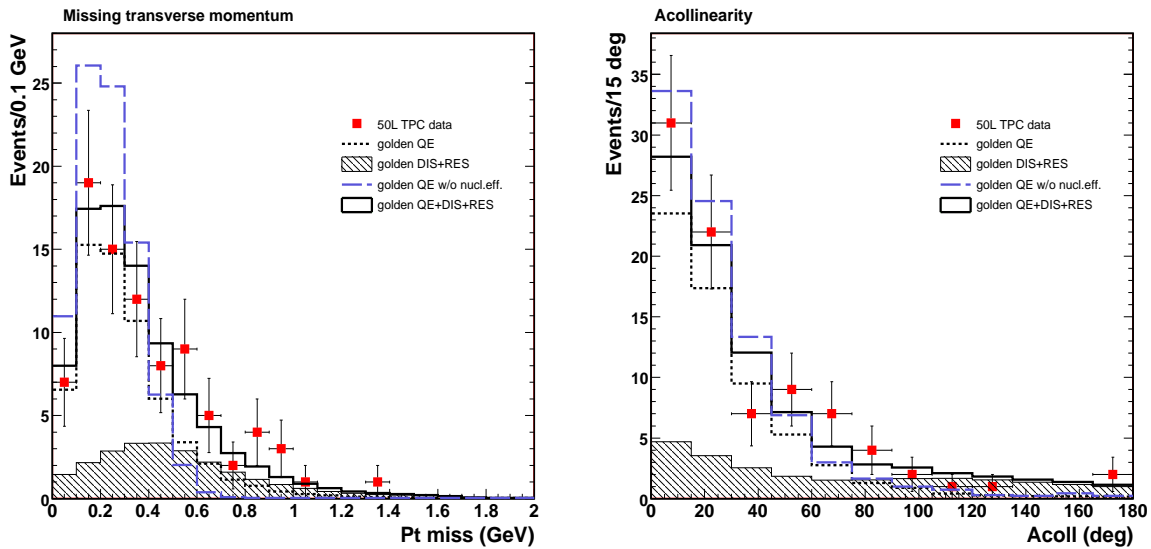 Missing transverse momentum
Events/0.1 GeV
25
20
15
10
5
0
50L TPC data
golden QE
golden DIS+RES
golden QE w/o nucl.eff.
golden QE+DIS+RES
0 0.2 0.4 0.6 0.8 1 1.2 1.4 1.6 1.8 2
Pt miss (GeV)
Acollinearity
Events/15 deg
35
30
25
20
15
10
5
0
50L TPC data
golden QE
golden DIS+RES
golden QE w/o nucl.eff.
golden QE+DIS+RES
0 20 40 60 80 100 120 140 160 180
Acoll (deg)